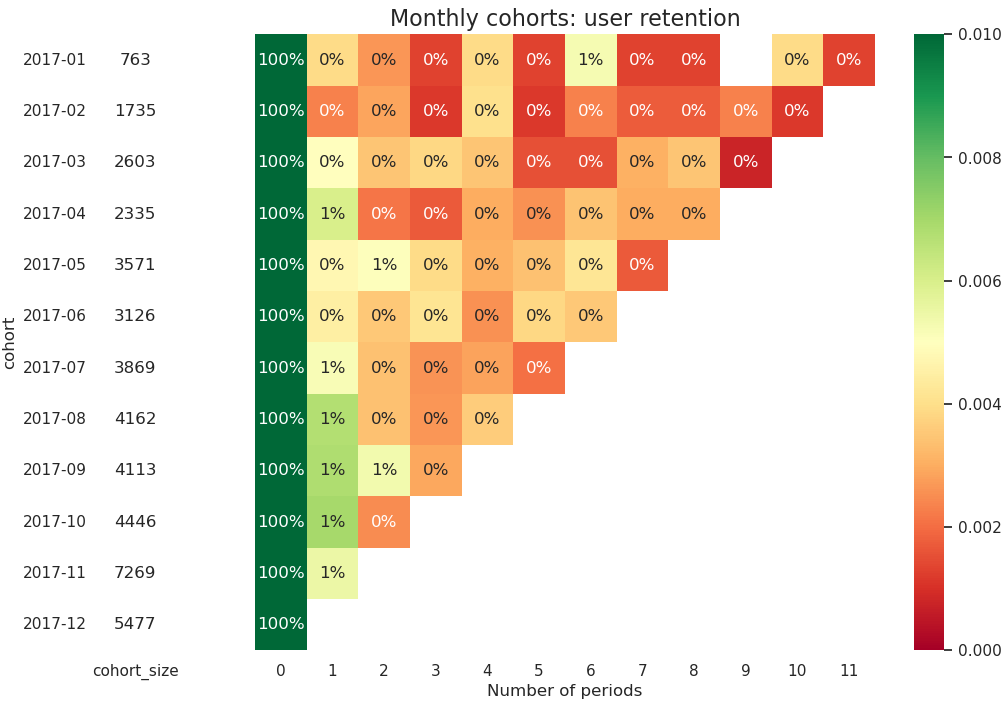 Monthly cohorts: user retention
2017-01 763 100% 0% 0% 0% 0% 0% 1% 0% 0% 0% 0%
2017-02 1735 100% 0% 0% 0% 0% 0% 0% 0% 0% 0% 0%
2017-03 2603 100% 0% 0% 0% 0% 0% 0% 0% 0% 0%
2017-04 2335 100% 1% 0% 0% 0% 0% 0% 0% 0%
2017-05 3571 100% 0% 1% 0% 0% 0% 0% 0%
2017-06 3126 100% 0% 0% 0% 0% 0% 0%
2017-07 3869 100% 1% 0% 0% 0% 0%
2017-08 4162 100% 1% 0% 0% 0%
2017-09 4113 100% 1% 1% 0%
2017-10 4446 100% 1% 0%
2017-11 7269 100% 1%
2017-12 5477 100%
cohort
cohort_size 0 1 2 3 4 5 6 7 8 9 10 11
Number of periods
0.010
0.008
0.006
0.004
0.002
0.000